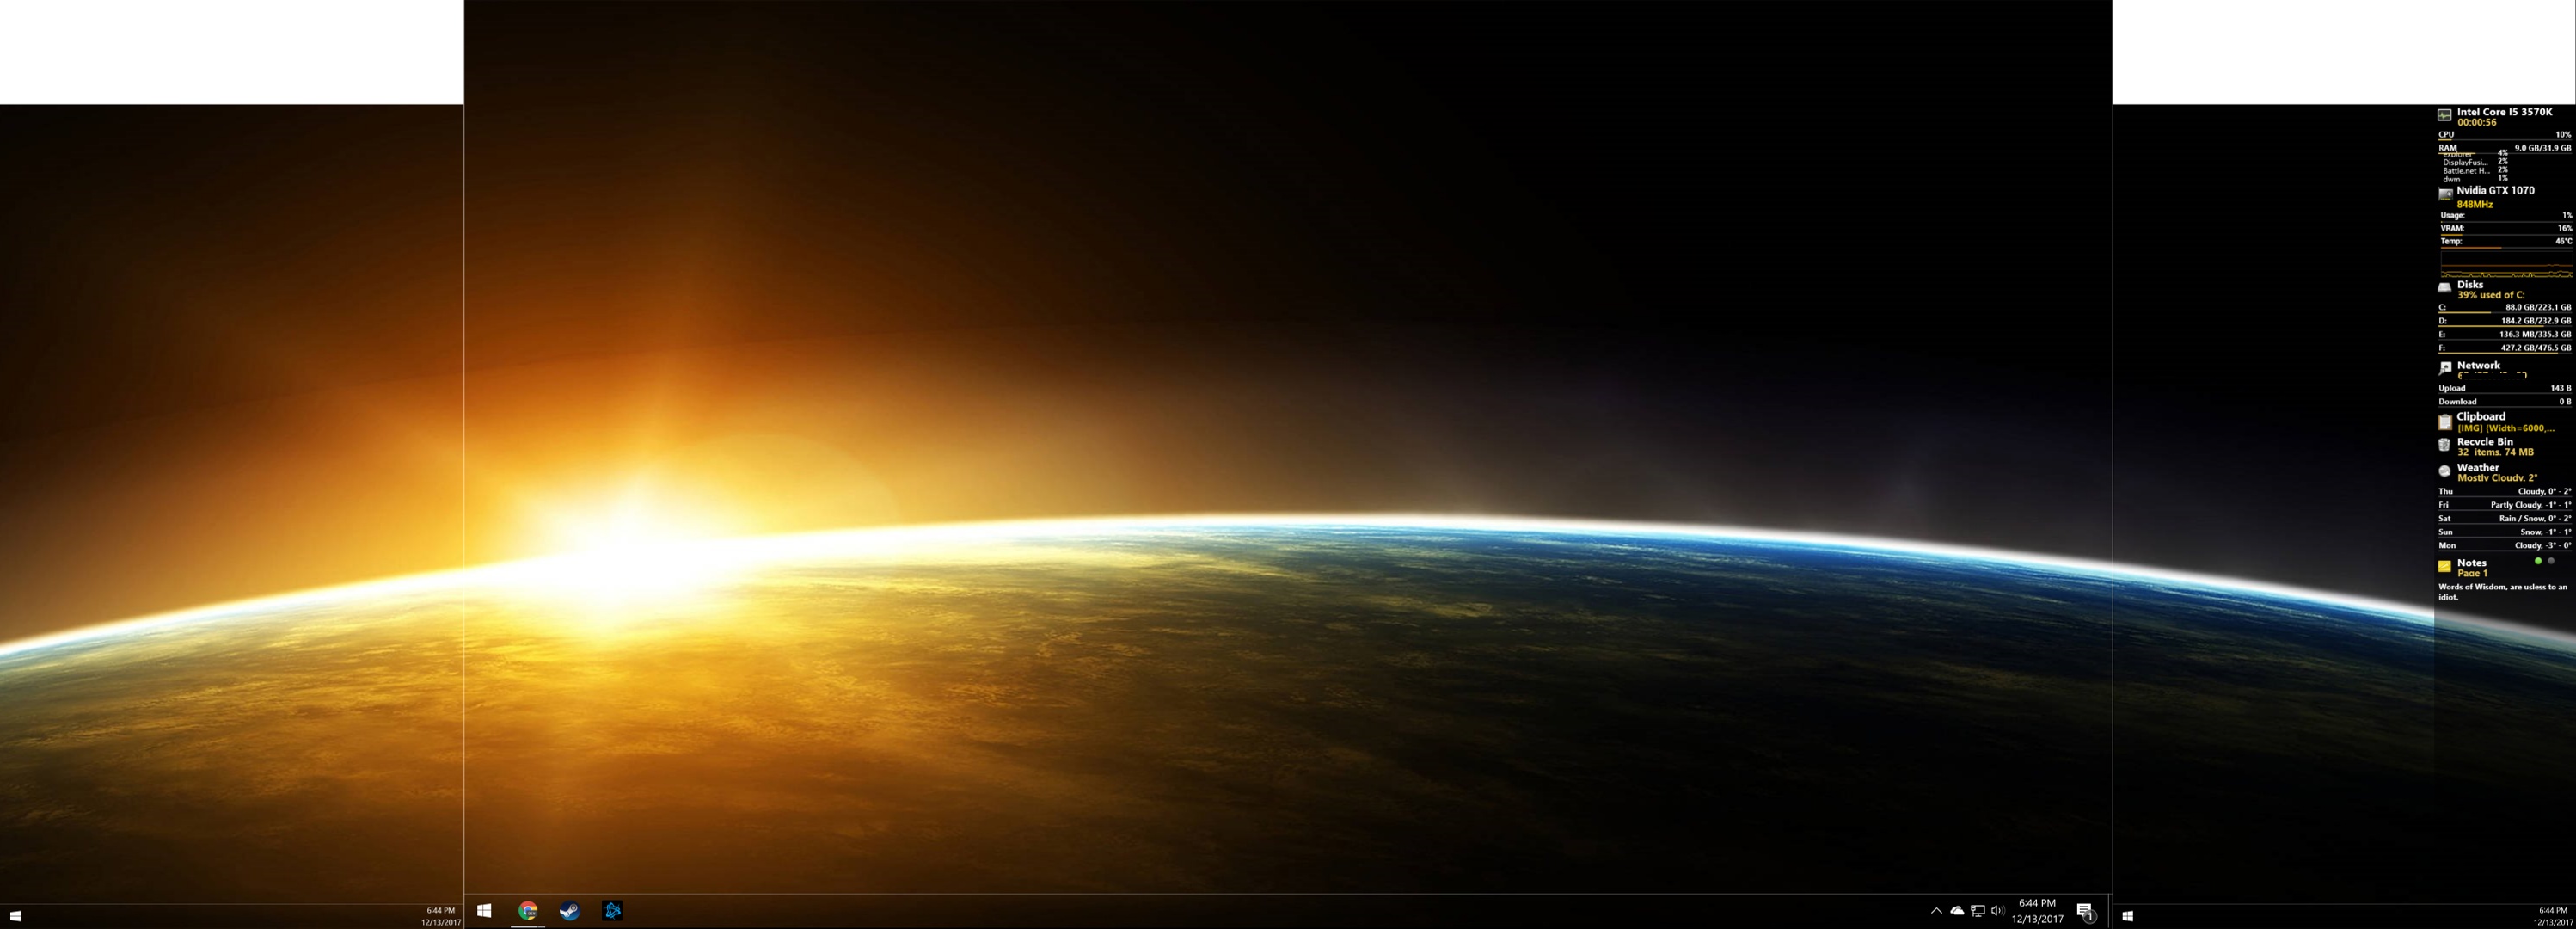 Intel Core I5 3570K
00:00:56
CPU 10%
RAM 9.0 GB/31.9 GB
explorer 4%
DisplayFusi... 2%
Battle.net H... 2%
dwm 1%
Nvidia GTX 1070
848MHz
Usage: 1%
VRAM: 16%
Temp: 46°C
Disks
39% used of C:
C: 88.0 GB/223.1 GB
D: 184.2 GB/232.9 GB
E: 136.3 MB/335.3 GB
F: 427.2 GB/476.5 GB
Network
Upload 143 B
Download 0 B
Clipboard
[IMG] (Width=6000,...
Recycle Bin
32 items, 74 MB
Weather
Mostly Cloudy, 2°
Thu Cloudy, 0° - 2°
Fri Partly Cloudy, -1° - 1°
Sat Rain / Snow, 0° - 2°
Sun Snow, -1° - 1°
Mon Cloudy, -3° - 0°
Notes
Page 1
Words of Wisdom, are usless to an
idiot.
6:44 PM
12/13/2017
6:44 PM
12/13/2017
1
6:44 PM
12/13/2017